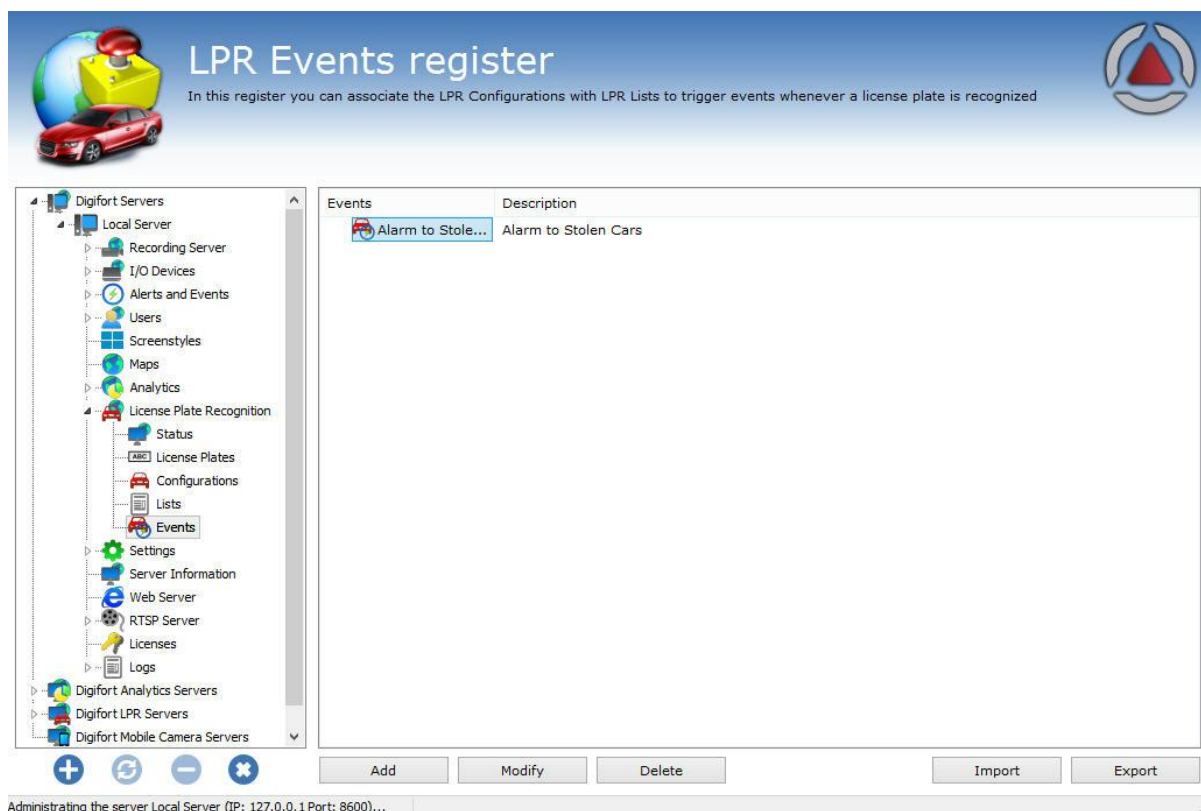 LPR Events register
In this register you can associate the LPR Configurations with LPR Lists to trigger events whenever a license plate is recognized
Digifort Servers
Local Server
Recording Server
I/O Devices
Alerts and Events
Users
Screenstyles
Maps
Analytics
License Plate Recognition
Status
ABC License Plates
Configurations
Lists
Events
Settings
Server Information
Web Server
RTSP Server
Licenses
Logs
Digifort Analytics Servers
Digifort LPR Servers
Digifort Mobile Camera Servers
Events Description
Alarm to Stole... Alarm to Stolen Cars
Add Modify Delete Import Export
Administrating the server Local Server (IP: 127.0.0.1 Port: 8600)...